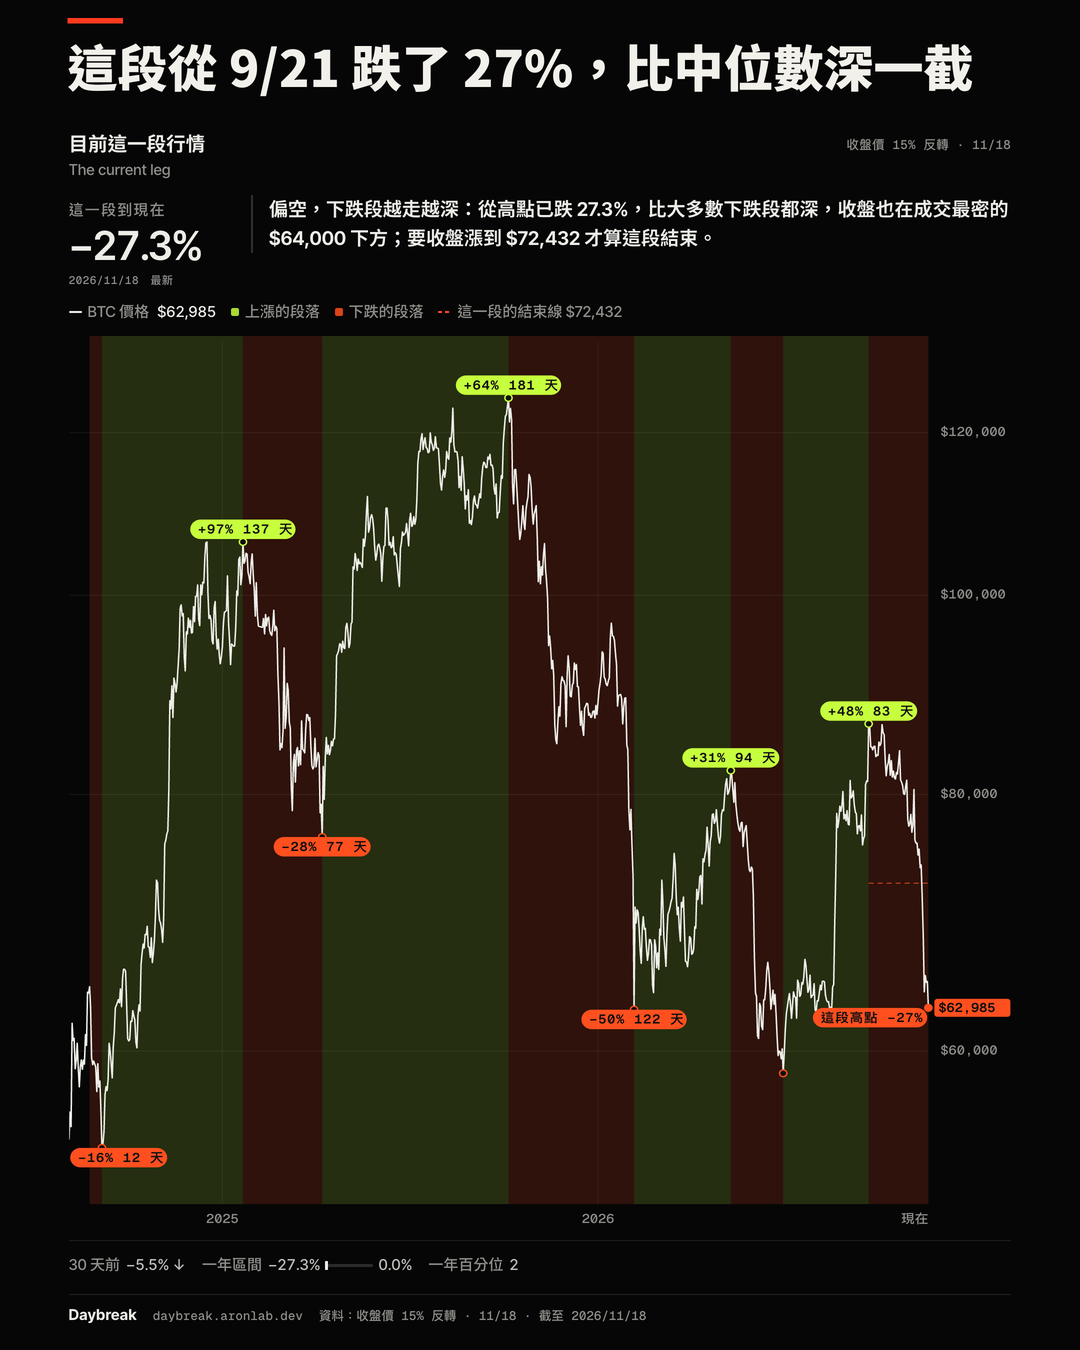 這段從 9/21 跌了 27%，比中位數深一截
目前這一段行情
收盤價 15% 反轉 · 11/18
The current leg
這一段到現在
−27.3%
2026/11/18 最新
偏空，下跌段越走越深：從高點已跌 27.3%，比大多數下跌段都深，收盤也在成交最密的
$64,000 下方；要收盤漲到 $72,432 才算這段結束。
BTC 價格 $62,985 上漲的段落 下跌的段落 這一段的結束線 $72,432
+64% 181 天
$120,000
+97% 137 天
$100,000
+48% 83 天
+31% 94 天
$80,000
−28% 77 天
$62,985
這段高點 −27%
−50% 122 天
$60,000
−16% 12 天
2025
2026
現在
30 天前 −5.5% ↓ 一年區間 −27.3% 0.0% 一年百分位 2
Daybreak daybreak.aronlab.dev 資料：收盤價 15% 反轉 · 11/18 · 截至 2026/11/18